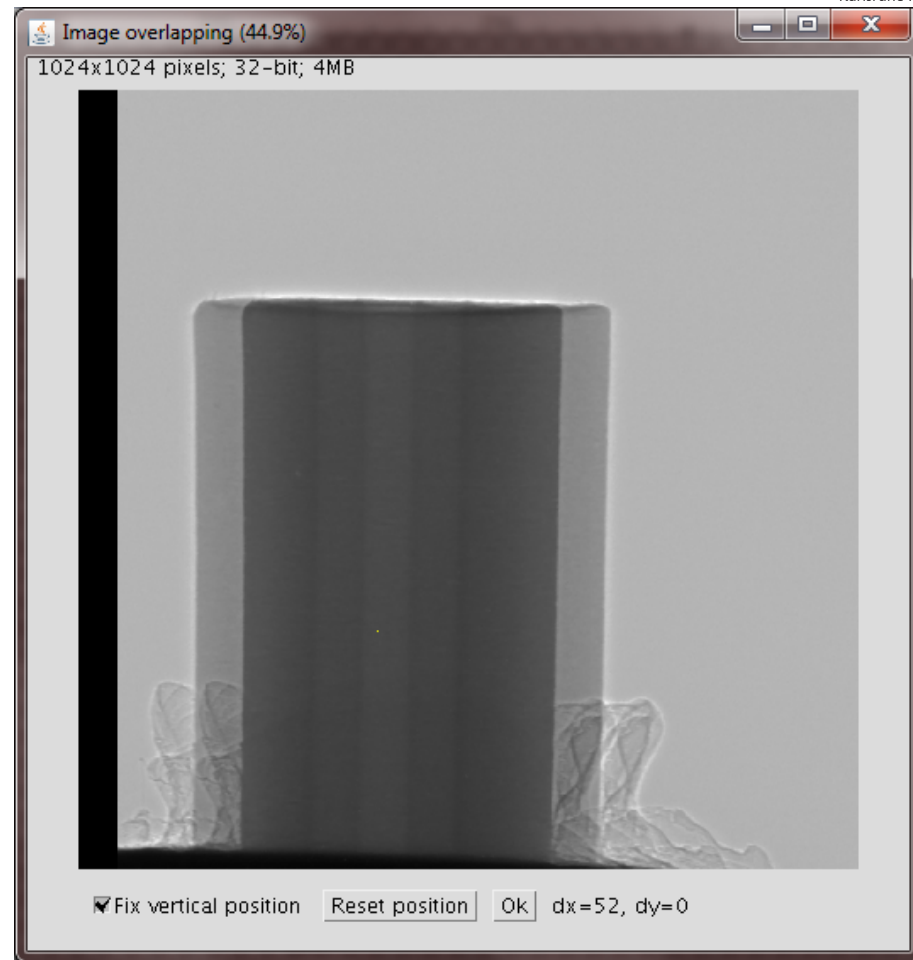 Image overlapping (44.9%)
1024x1024 pixels; 32-bit; 4MB
Fix vertical position Reset position Ok dx=52, dy=0